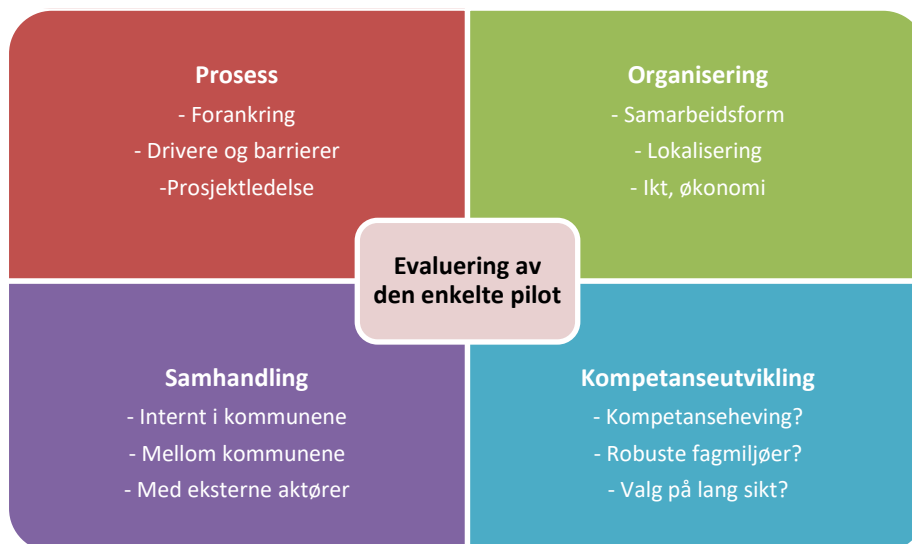 Prosess
- Forankring
- Drivere og barrierer
-Prosjektledelse
Organisering
- Samarbeidsform
- Lokalisering
- Ikt, økonomi
Evaluering av
den enkelte pilot
Samhandling
- Internt i kommunene
- Mellom kommunene
- Med eksterne aktører
Kompetanseutvikling
- Kompetanseheving?
- Robuste fagmiljøer?
- Valg på lang sikt?